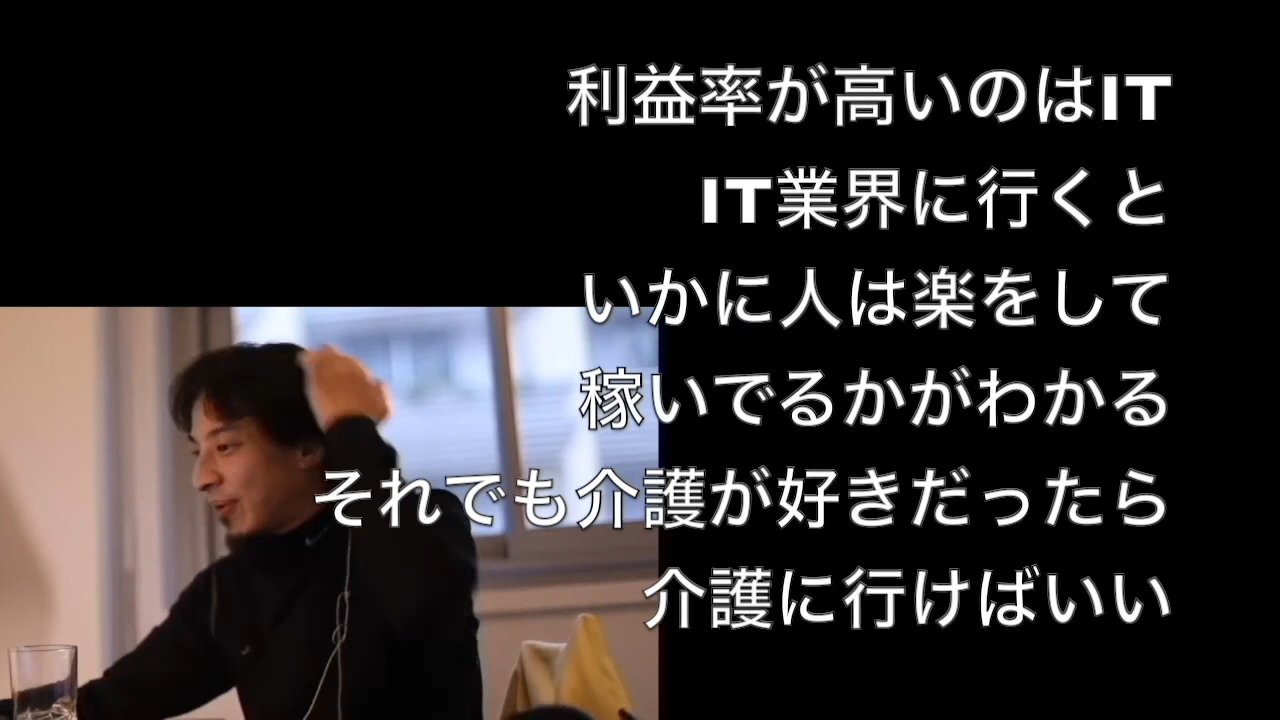 利益率が高いのはIT
IT業界に行くと
いかに人は楽をして
稼いでるかがわかる
それでも介護が好きだったら
介護に行けばいい